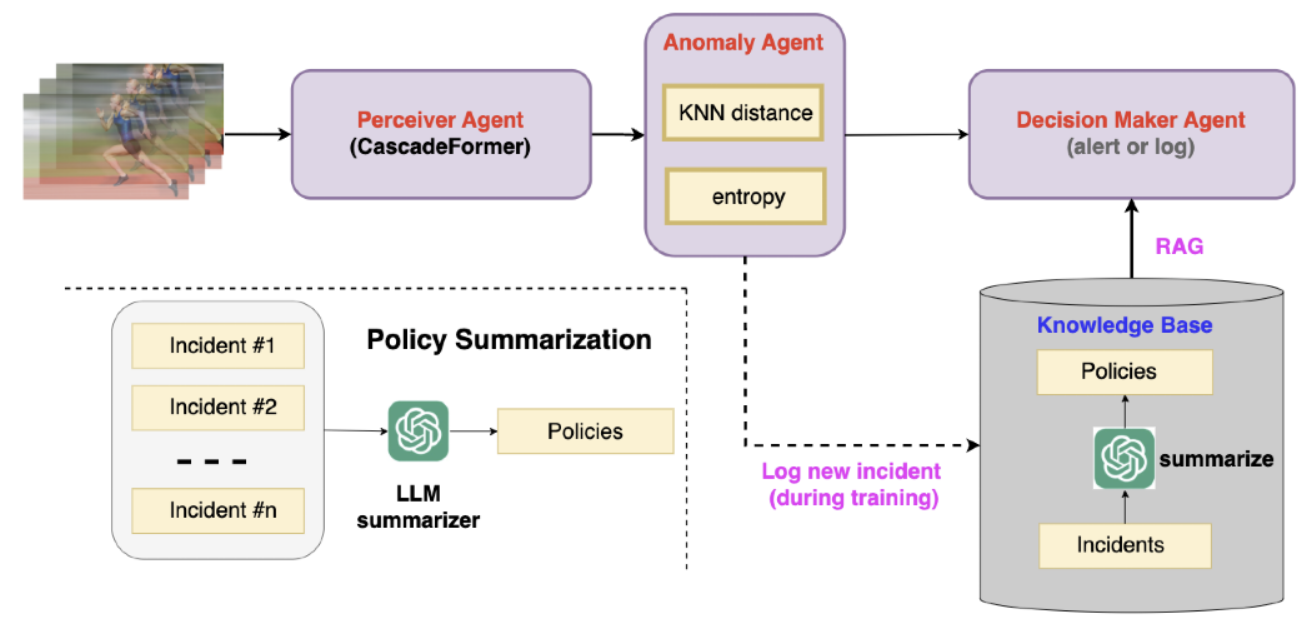 Anomaly Agent
KNN distance
entropy
Perceiver Agent
(CascadeFormer)
Decision Maker Agent
(alert or log)
RAG
Knowledge Base
Policies
summarize
Incidents
Log new incident
(during training)
Policy Summarization
Incident #1
Incident #2
Incident #n
LLM
summarizer
Policies